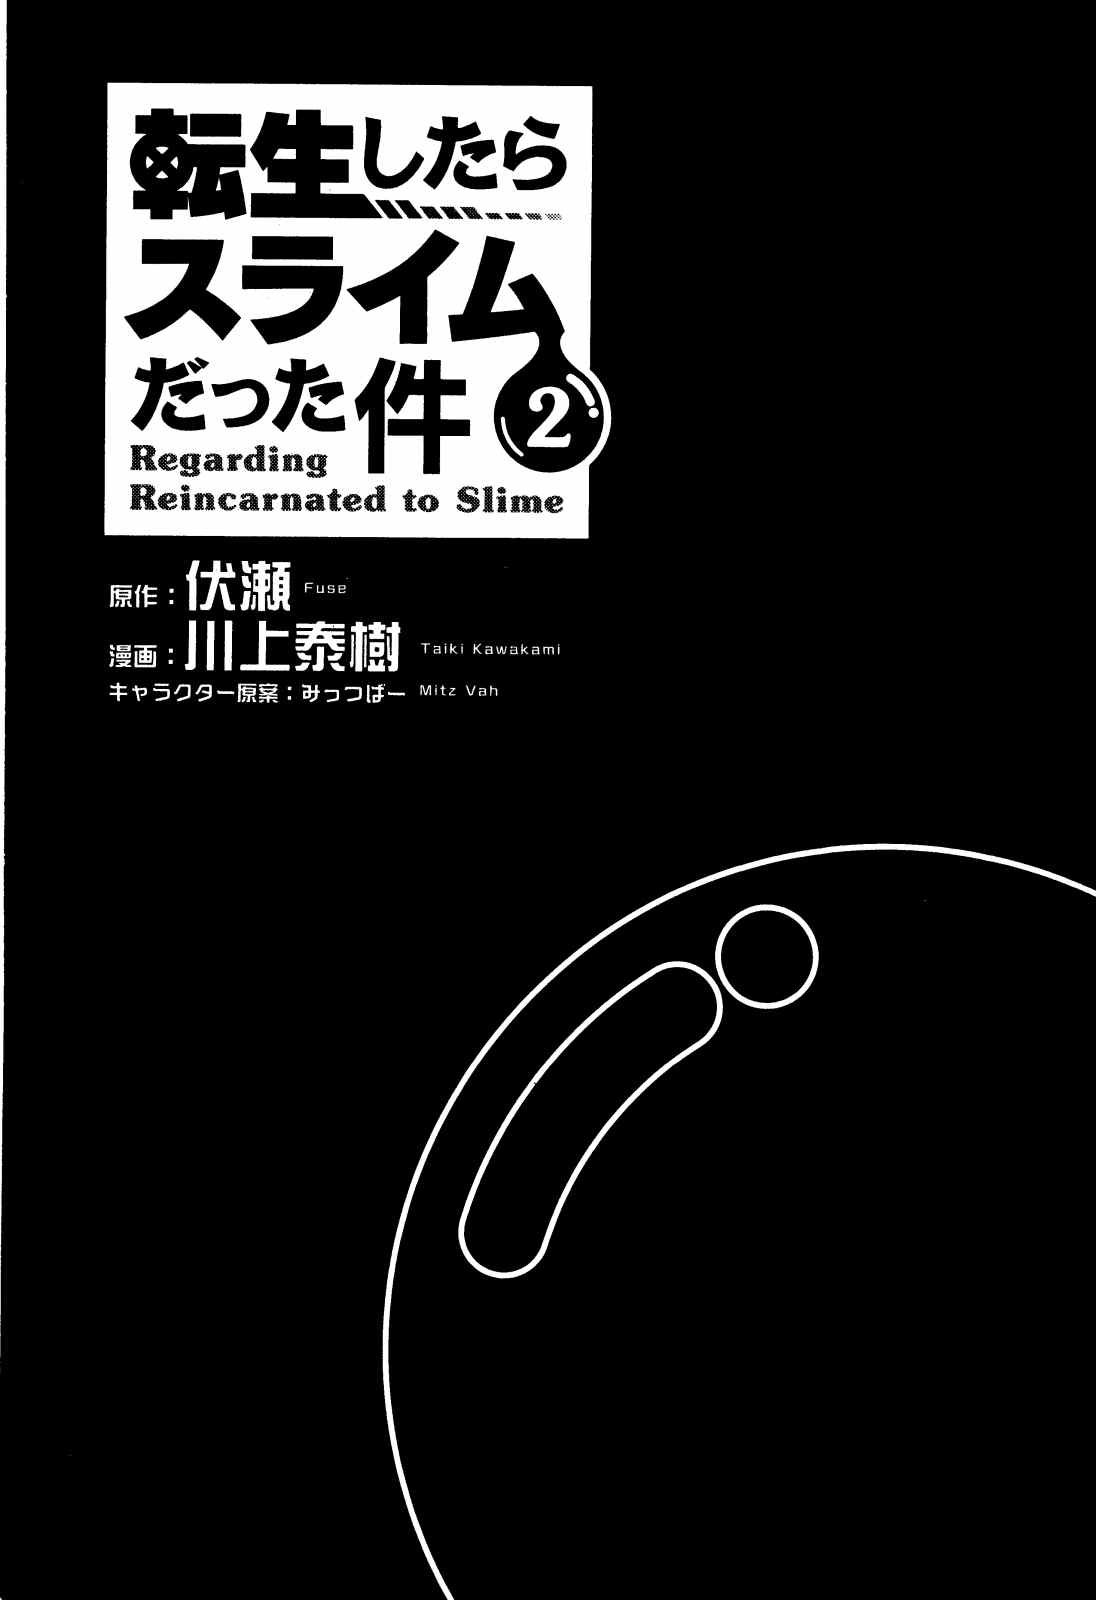 転生したら
スライム
だった件 2
Regarding
Reincarnated to Slime
原作：伏瀬 Fuse
漫画：川上泰樹 Taiki Kawakami
キャラクター原案：みっつばー Mitz Vah